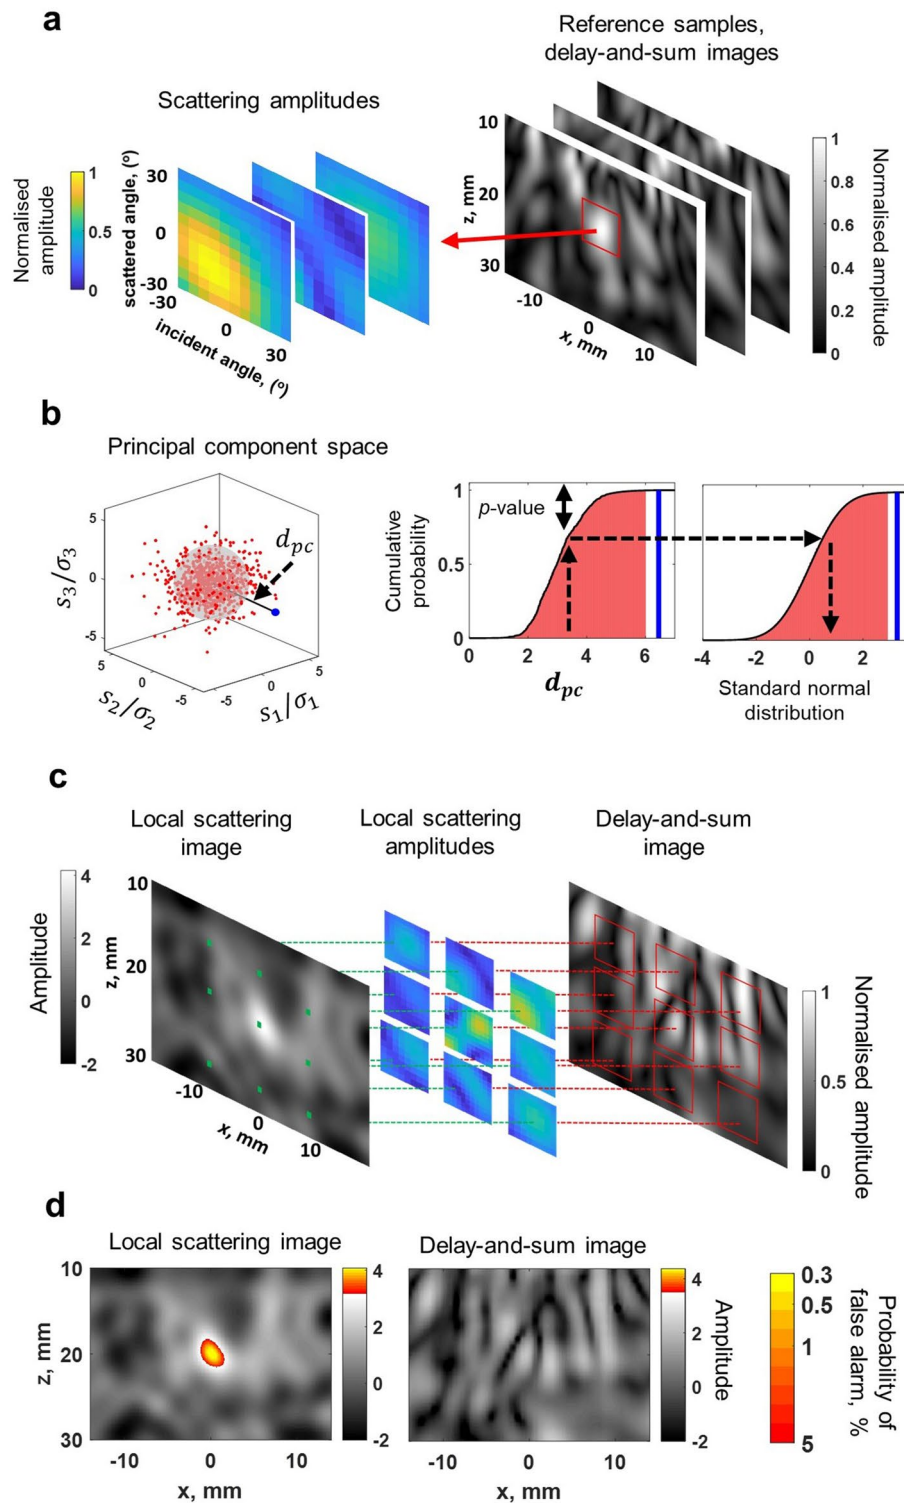 a
Reference samples,
delay-and-sum images
Scattering amplitudes
Normalised
amplitude
1
0.5
0
scattered angle, (º)
30
0
-30
-30
0
30
incident angle, (º)
z, mm
10
20
30
-10
0
10
x, mm
1
0.8
0.6
0.4
0.2
0
Normalised amplitude
b
Principal component space
s₃/σ₃
5
0
-5
d_pc
5
0
-5
s₂/σ₂
-5
0
5
s₁/σ₁
Cumulative
probability
1
0.5
0
p-value
0 2 4 6
d_pc
-4 -2 0 2
Standard normal
distribution
c
Local scattering
image
Local scattering
amplitudes
Delay-and-sum
image
Amplitude
4
2
0
-2
z, mm
10
20
30
-10
0
10
x, mm
1
0.5
0
Normalised amplitude
d
Local scattering image
Delay-and-sum image
z, mm
10
20
30
-10 0 10
x, mm
4
2
0
-2
-10 0 10
x, mm
4
2
0
-2
Amplitude
0.3
0.5
1
5
Probability of
false alarm, %